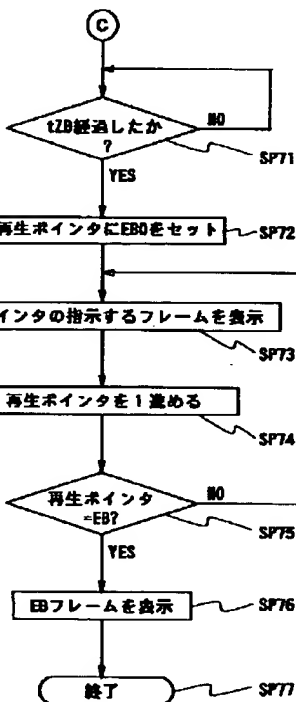 C
tZB経過したか
?
NO
SP71
YES
再生ポインタにEB0をセット
SP72
インタの指示するフレームを表示
SP73
再生ポインタを1進める
SP74
再生ポインタ
=EB?
NO
SP75
YES
EBフレームを表示
SP76
終了
SP77